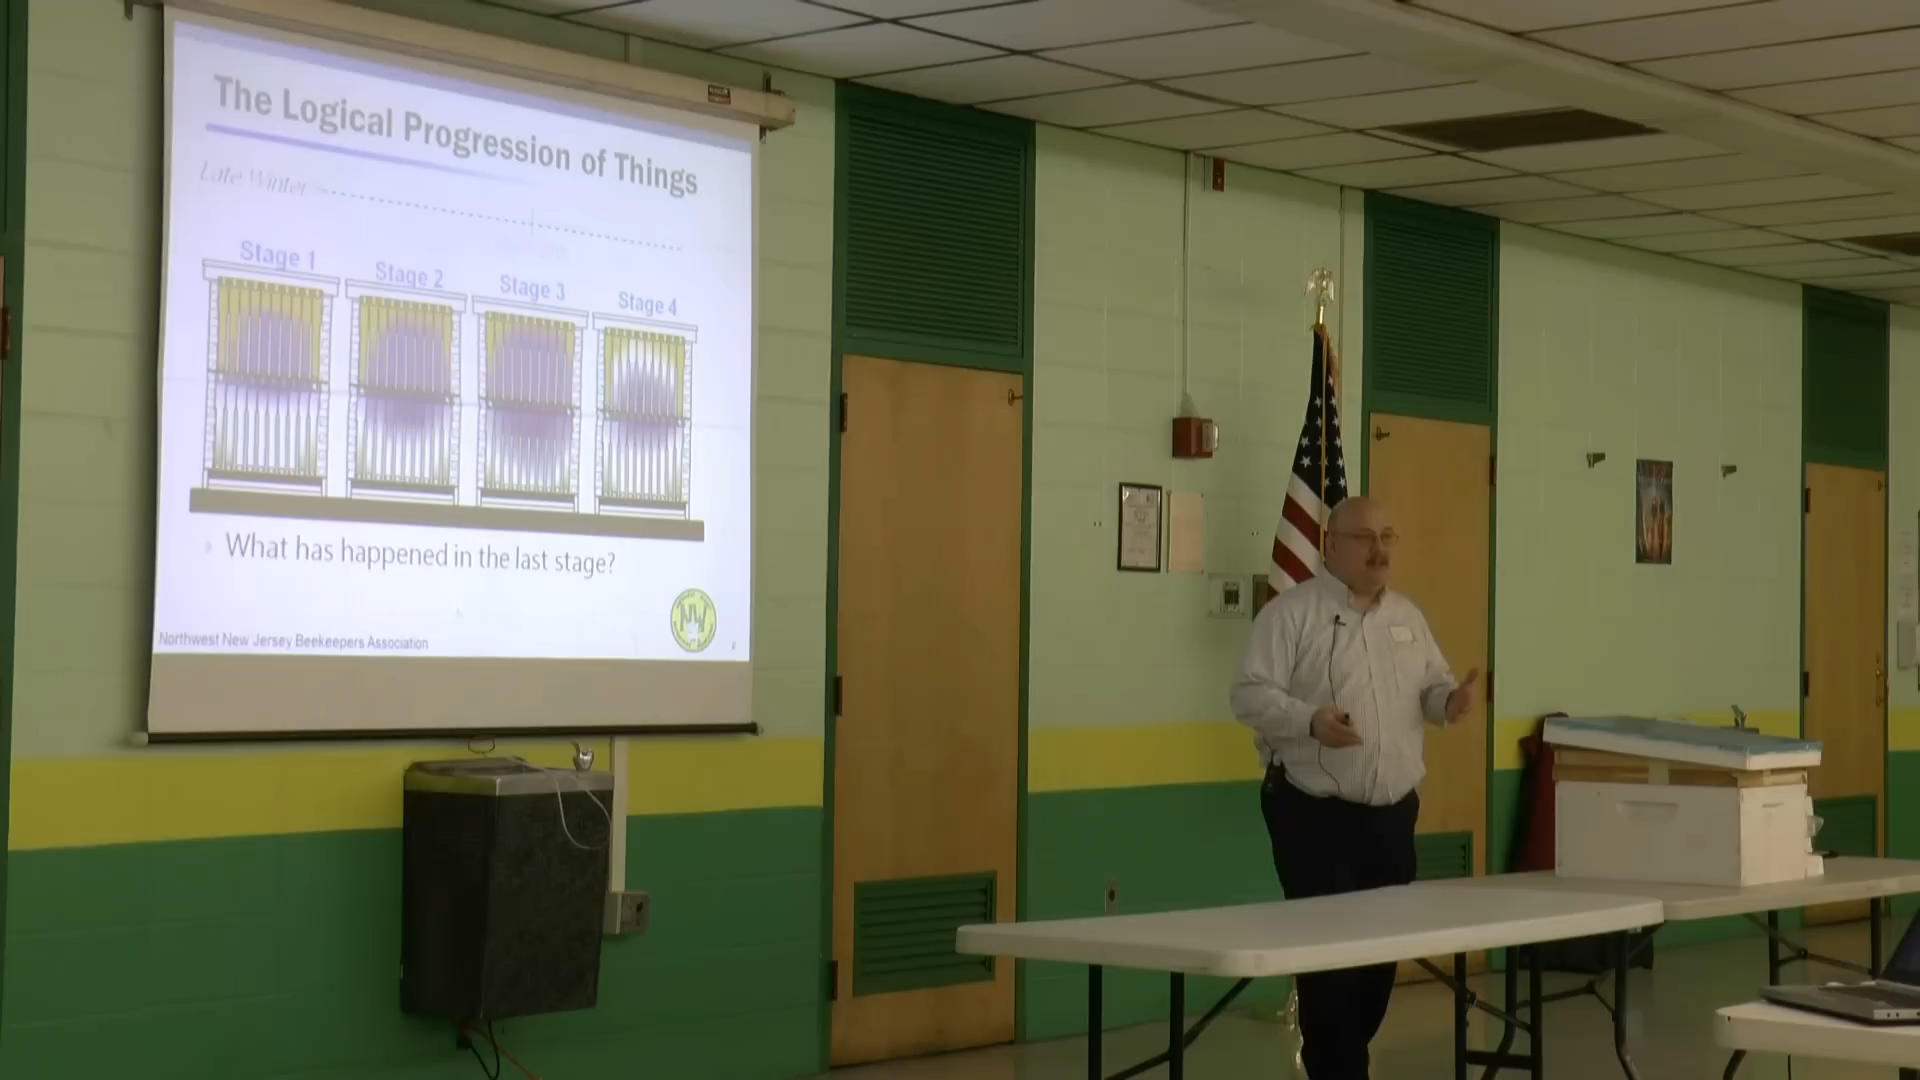 The Logical Progression of Things
Late Winter
Stage 1
Stage 2
Stage 3
Stage 4
What has happened in the last stage?
NW
Northwest New Jersey Beekeepers Association